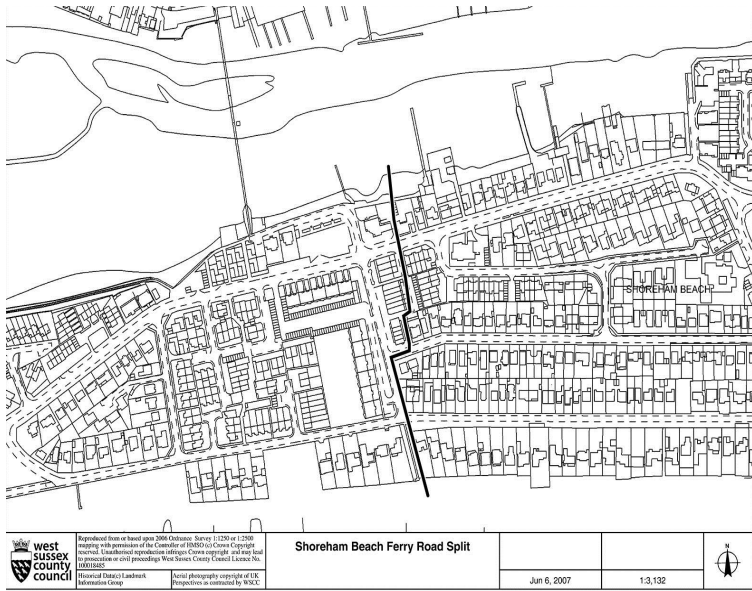 SHOREHAM BEACH
west
sussex
county
council
Reproduced from or based upon 2006 Ordnance Survey 1:1250 or 1:2500
mapping with permission of the Controller of HMSO (c) Crown Copyright
reserved. Unauthorised reproduction infringes Crown copyright and may lead
to prosecution or civil proceedings West Sussex County Council Licence No.
100018485
Historical Data(c) Landmark
Information Group
Aerial photography copyright of UK
Perspectives as contracted by WSCC
Shoreham Beach Ferry Road Split
Jun 6, 2007
1:3,132
N